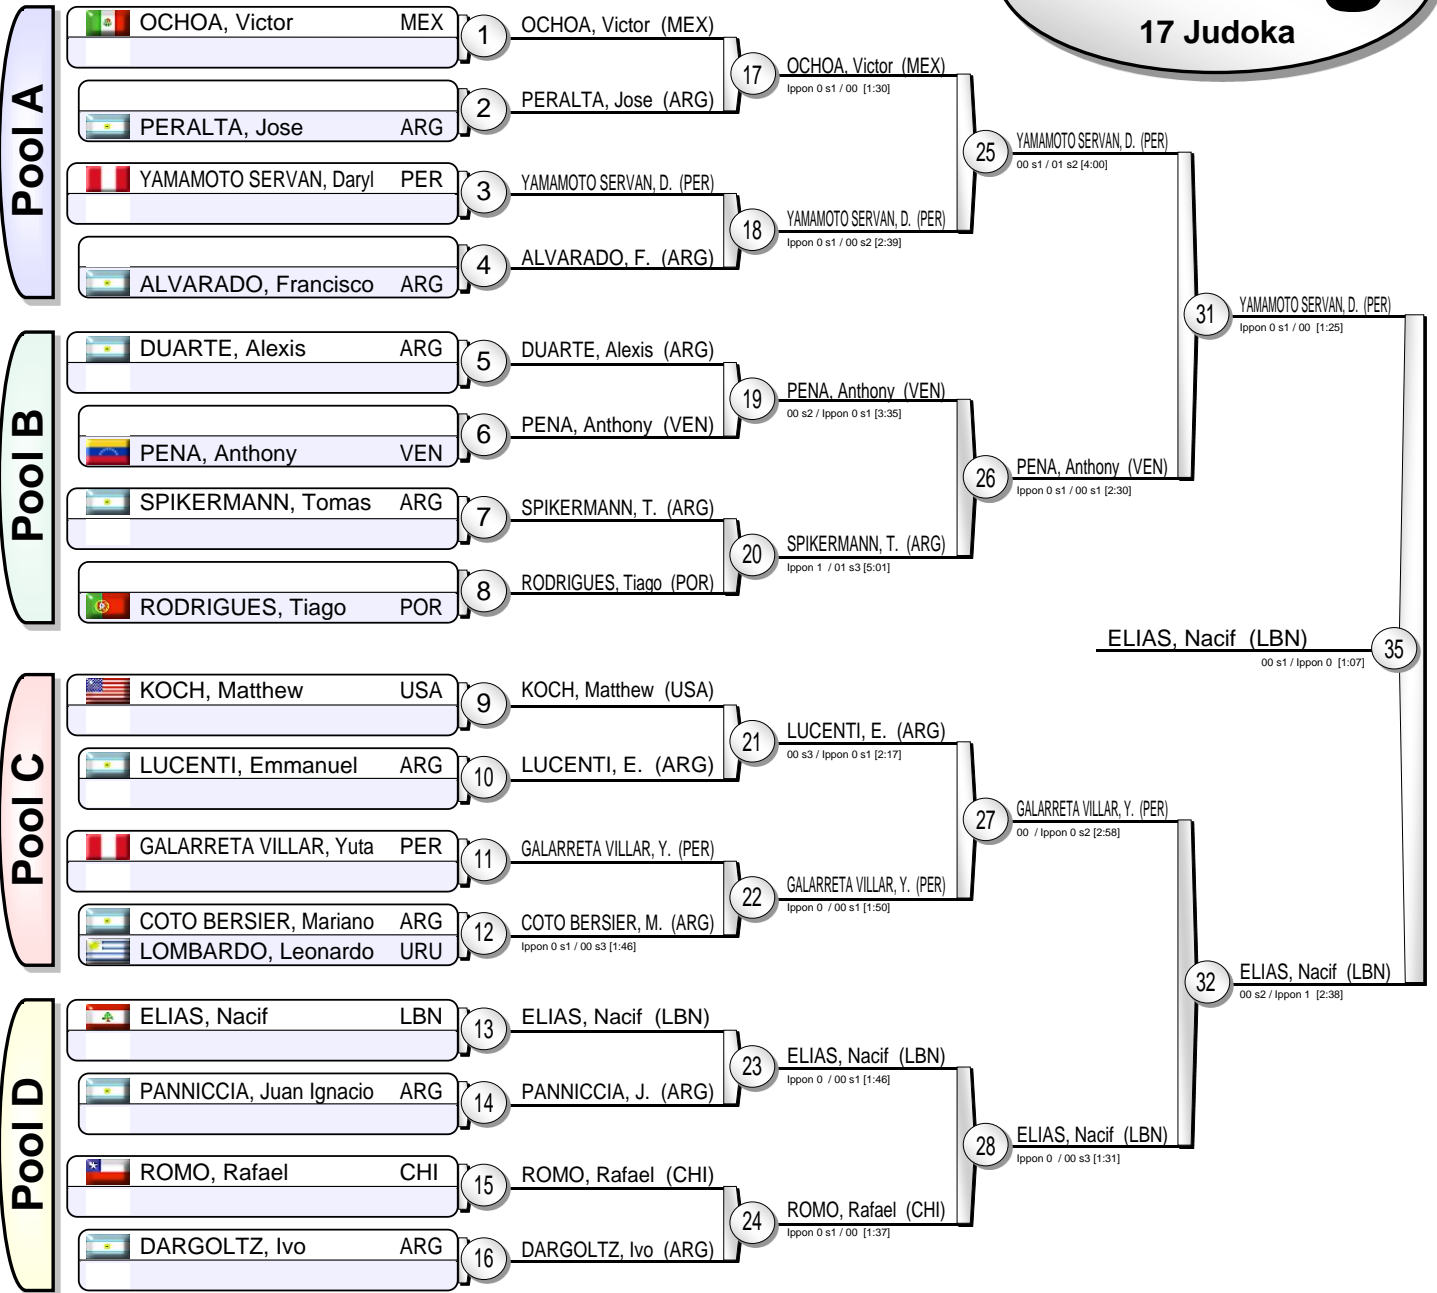 17 Judoka
Pool A
OCHOA, Victor MEX
1
OCHOA, Victor (MEX)
2
PERALTA, Jose ARG
PERALTA, Jose (ARG)
17
OCHOA, Victor (MEX)
Ippon 0 s1 / 00 [1:30]
YAMAMOTO SERVAN, Daryl PER
3
YAMAMOTO SERVAN, D. (PER)
4
ALVARADO, Francisco ARG
ALVARADO, F. (ARG)
18
YAMAMOTO SERVAN, D. (PER)
Ippon 0 s1 / 00 s2 [2:39]
25
YAMAMOTO SERVAN, D. (PER)
00 s1 / 01 s2 [4:00]
Pool B
DUARTE, Alexis ARG
5
DUARTE, Alexis (ARG)
6
PENA, Anthony VEN
PENA, Anthony (VEN)
19
PENA, Anthony (VEN)
00 s2 / Ippon 0 s1 [3:35]
SPIKERMANN, Tomas ARG
7
SPIKERMANN, T. (ARG)
8
RODRIGUES, Tiago POR
RODRIGUES, Tiago (POR)
20
SPIKERMANN, T. (ARG)
Ippon 1 / 01 s3 [5:01]
26
PENA, Anthony (VEN)
Ippon 0 s1 / 00 s1 [2:30]
31
YAMAMOTO SERVAN, D. (PER)
Ippon 0 s1 / 00 [1:25]
Pool C
KOCH, Matthew USA
9
KOCH, Matthew (USA)
LUCENTI, Emmanuel ARG
10
LUCENTI, E. (ARG)
21
LUCENTI, E. (ARG)
00 s3 / Ippon 0 s1 [2:17]
GALARRETA VILLAR, Yuta PER
11
GALARRETA VILLAR, Y. (PER)
COTO BERSIER, Mariano ARG
LOMBARDO, Leonardo URU
12
COTO BERSIER, M. (ARG)
Ippon 0 s1 / 00 s3 [1:46]
22
GALARRETA VILLAR, Y. (PER)
Ippon 0 / 00 s1 [1:50]
27
GALARRETA VILLAR, Y. (PER)
00 / Ippon 0 s2 [2:58]
Pool D
ELIAS, Nacif LBN
13
ELIAS, Nacif (LBN)
PANNICCIA, Juan Ignacio ARG
14
PANNICCIA, J. (ARG)
23
ELIAS, Nacif (LBN)
Ippon 0 / 00 s1 [1:46]
ROMO, Rafael CHI
15
ROMO, Rafael (CHI)
DARGOLTZ, Ivo ARG
16
DARGOLTZ, Ivo (ARG)
24
ROMO, Rafael (CHI)
Ippon 0 s1 / 00 [1:37]
28
ELIAS, Nacif (LBN)
Ippon 0 / 00 s3 [1:31]
32
ELIAS, Nacif (LBN)
00 s2 / Ippon 1 [2:38]
ELIAS, Nacif (LBN)
00 s1 / Ippon 0 [1:07]
35